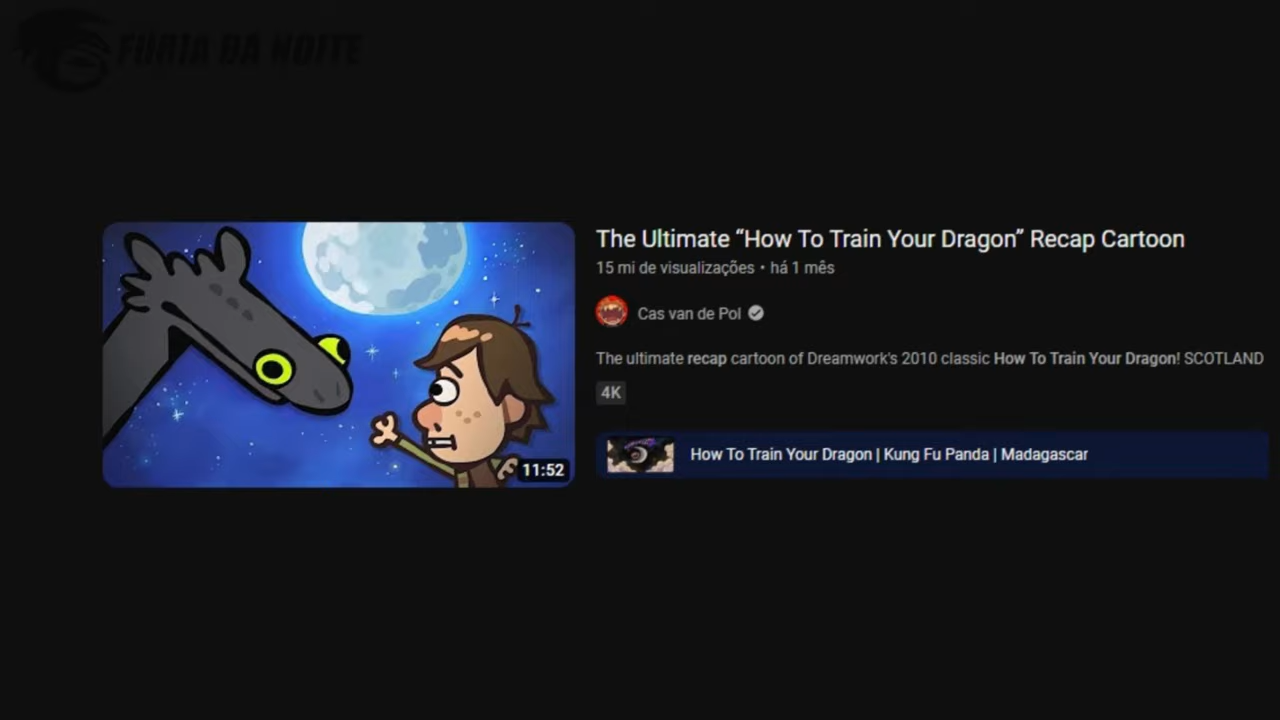 FÚRIA DA NOITE
The Ultimate “How To Train Your Dragon” Recap Cartoon
15 mi de visualizações • há 1 mês
Cas van de Pol
The ultimate recap cartoon of Dreamwork's 2010 classic How To Train Your Dragon! SCOTLAND
4K
11:52
How To Train Your Dragon | Kung Fu Panda | Madagascar